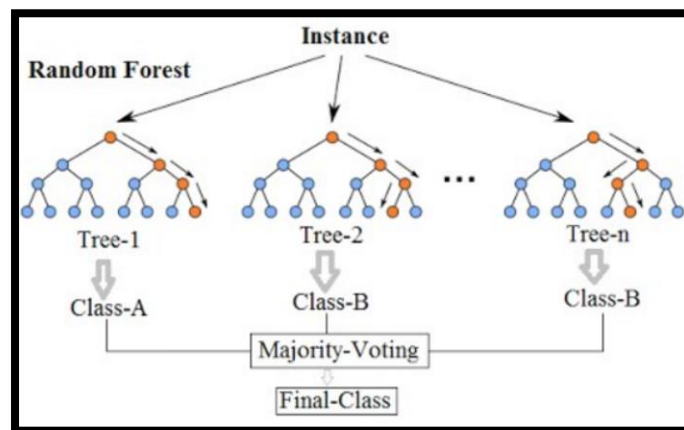 Instance
Random Forest
...
Tree-1 Tree-2 Tree-n
Class-A Class-B Class-B
Majority-Voting
Final-Class